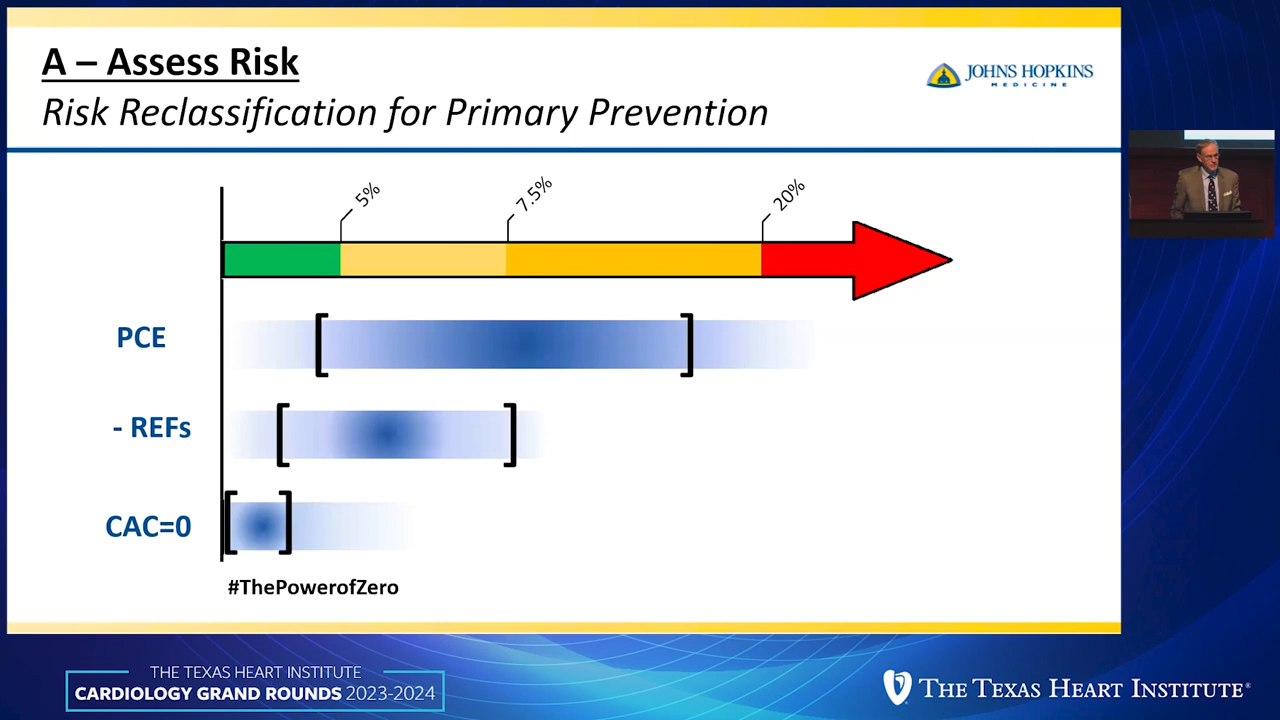 A – Assess Risk
Risk Reclassification for Primary Prevention
JOHNS HOPKINS
MEDICINE
5%
7.5%
20%
PCE
- REFs
CAC=0
#ThePowerofZero
THE TEXAS HEART INSTITUTE
CARDIOLOGY GRAND ROUNDS 2023-2024
THE TEXAS HEART INSTITUTE®